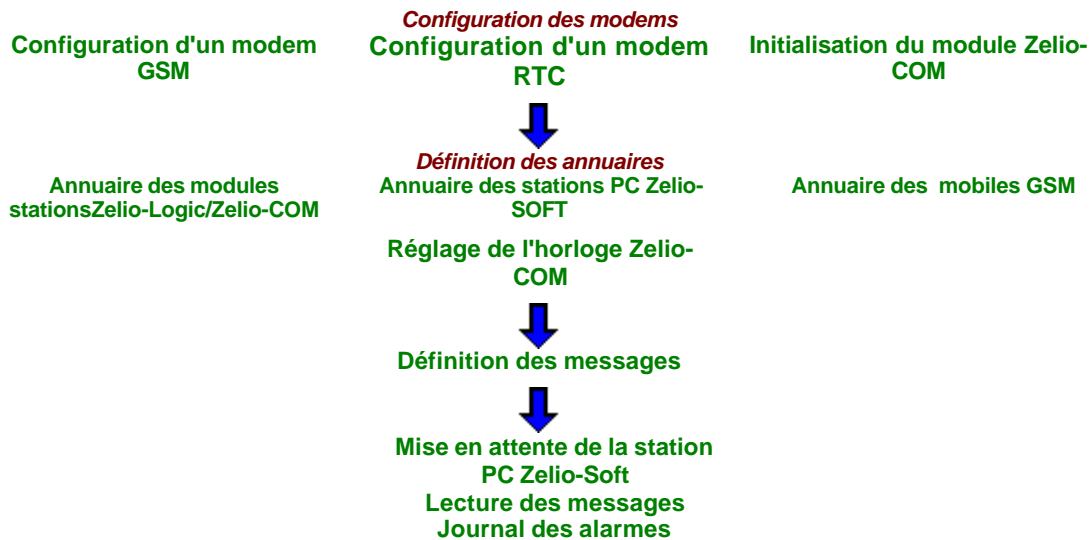 Configuration des modems
Configuration d'un modem
GSM
Configuration d'un modem
RTC
Initialisation du module Zelio-
COM
Définition des annuaires
Annuaire des modules
stationsZelio-Logic/Zelio-COM
Annuaire des stations PC Zelio-
SOFT
Annuaire des mobiles GSM
Réglage de l'horloge Zelio-
COM
Définition des messages
Mise en attente de la station
PC Zelio-Soft
Lecture des messages
Journal des alarmes